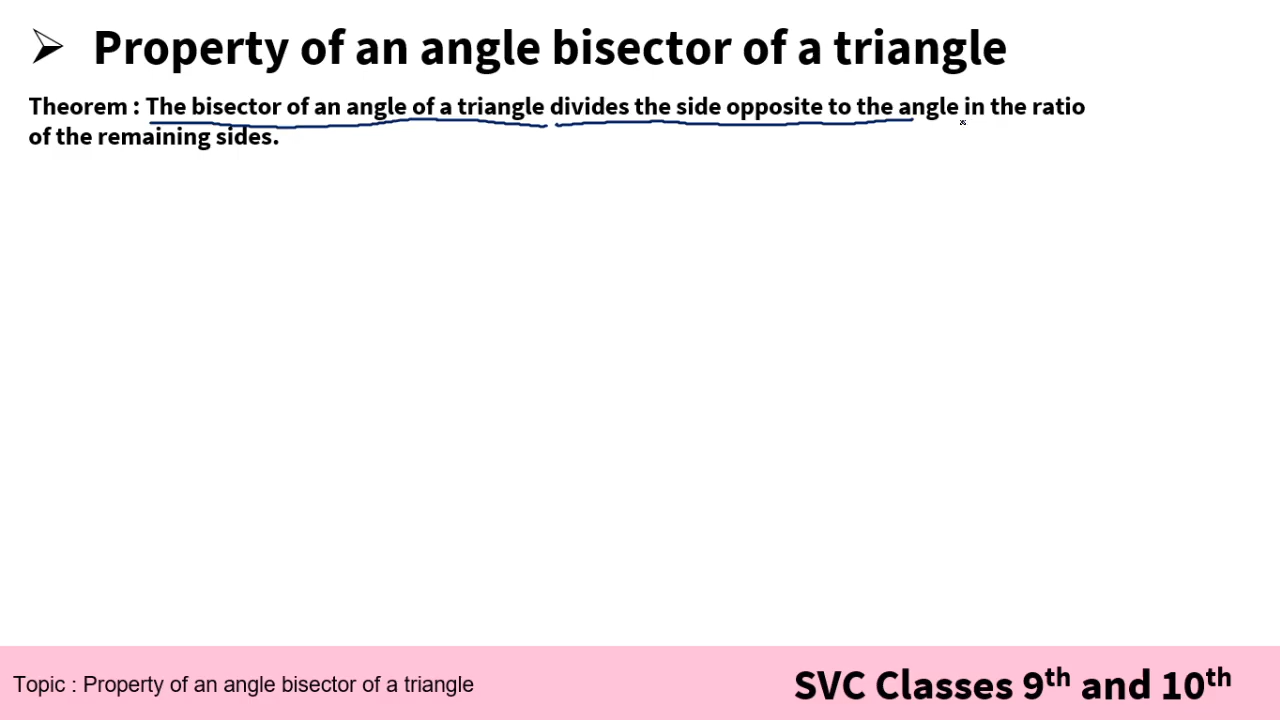 ➢ Property of an angle bisector of a triangle
Theorem : The bisector of an angle of a triangle divides the side opposite to the angle in the ratio
of the remaining sides.
Topic : Property of an angle bisector of a triangle
SVC Classes 9th and 10th